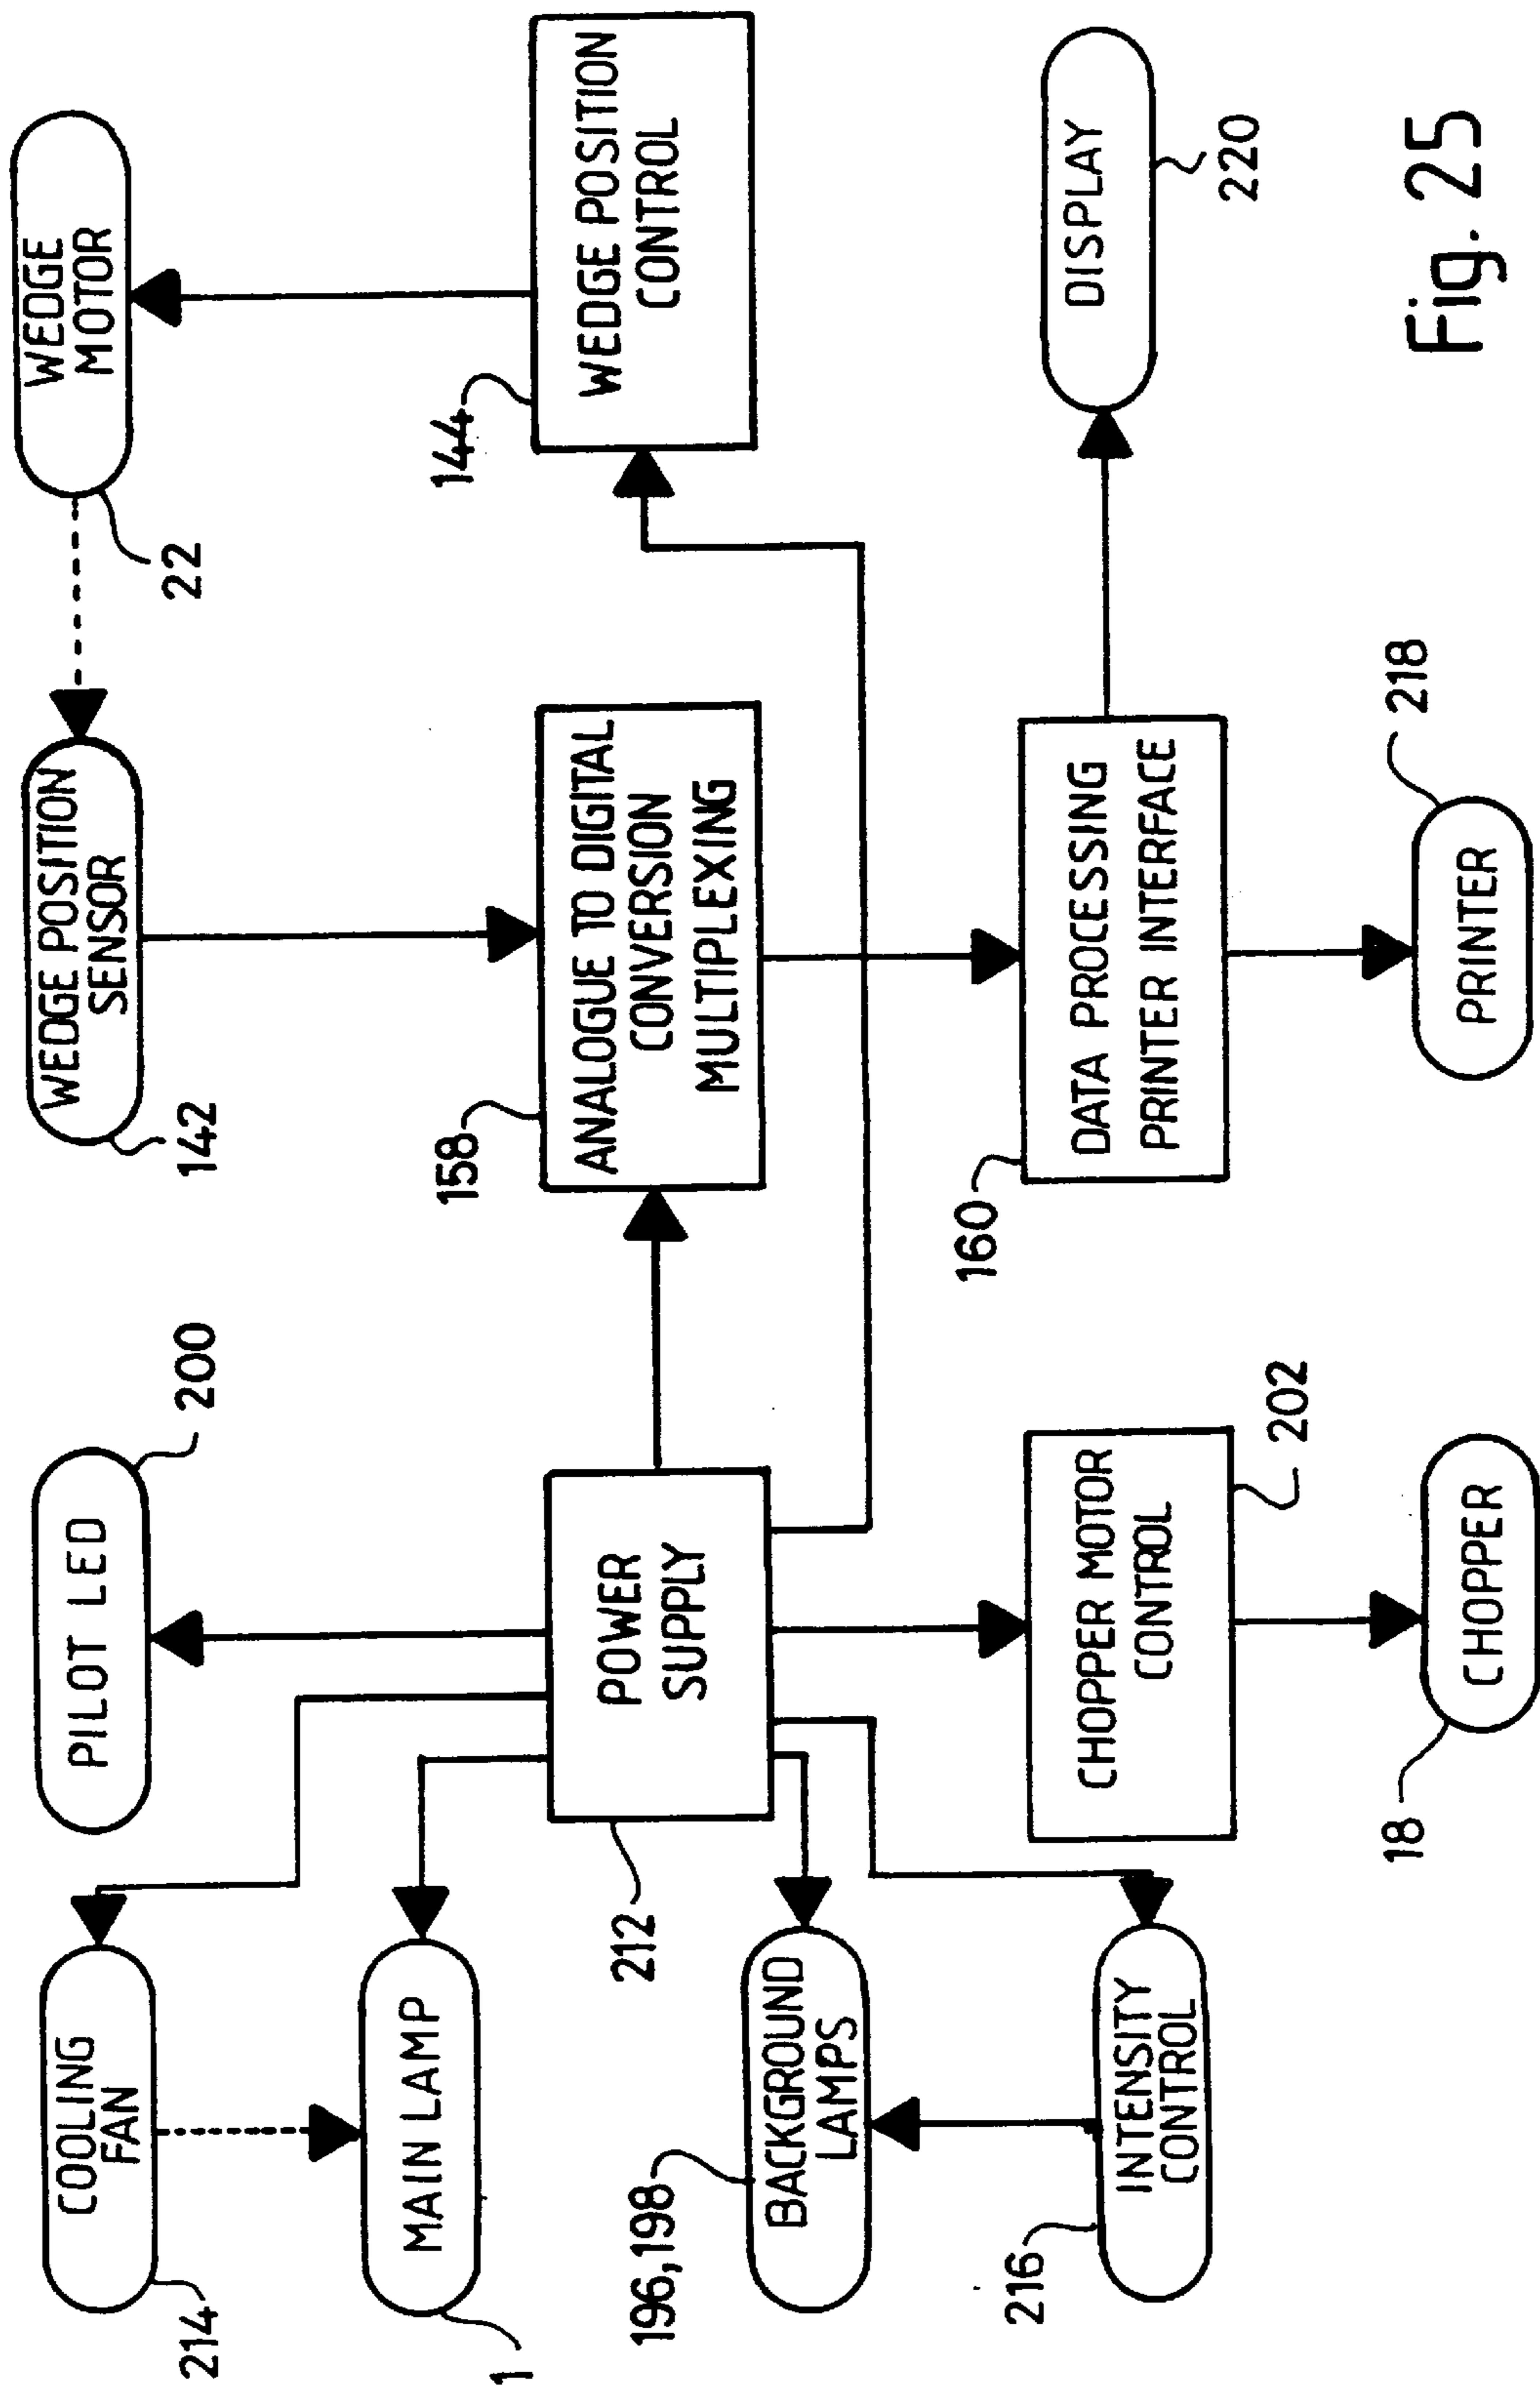 COOLING
FAN
214
MAIN LAMP
1
196,198
BACKGROUND
LAMPS
216
INTENSITY
CONTROL
PILOT LED
200
POWER
SUPPLY
212
CHOPPER MOTOR
CONTROL
202
CHOPPER
18
WEDGE POSITION
SENSOR
142
158
ANALOGUE TO DIGITAL
CONVERSION
MULTIPLEXING
160
DATA PROCESSING
PRINTER INTERFACE
PRINTER
218
WEDGE
MOTOR
22
144
WEDGE POSITION
CONTROL
DISPLAY
220
Fig. 25